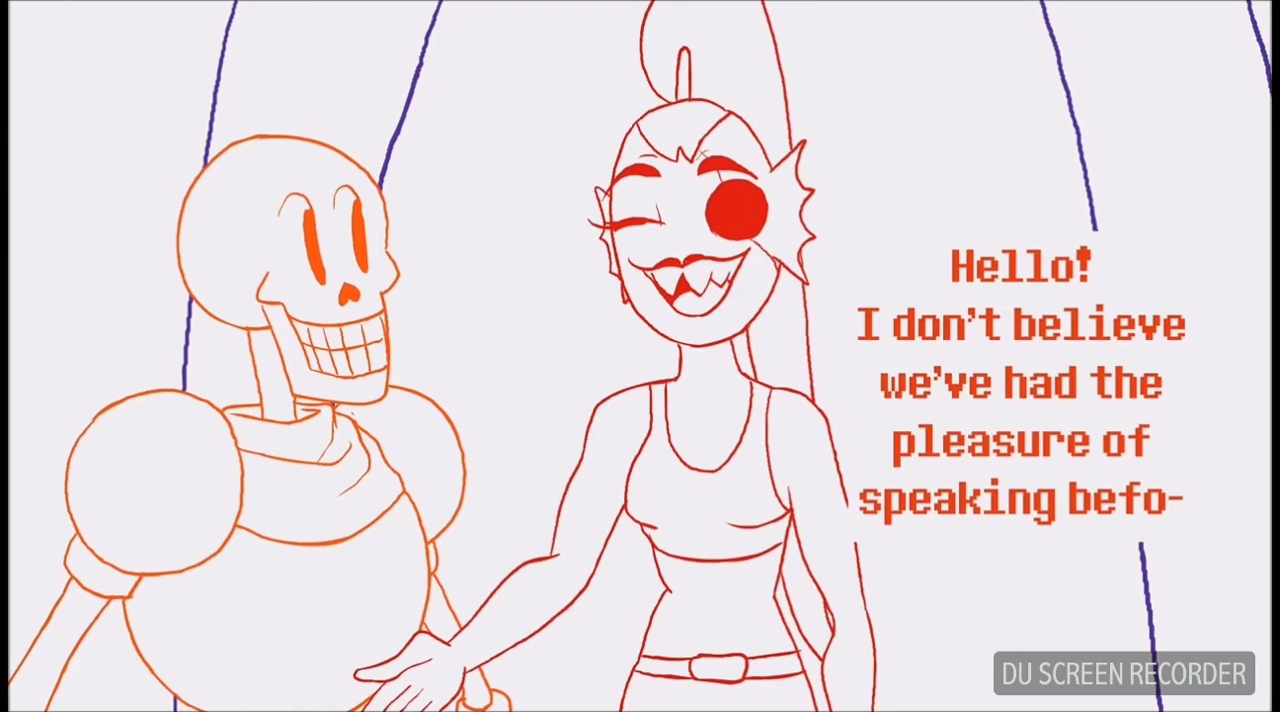 Hello!
I don't believe
we've had the
pleasure of
speaking befo-
DU SCREEN RECORDER